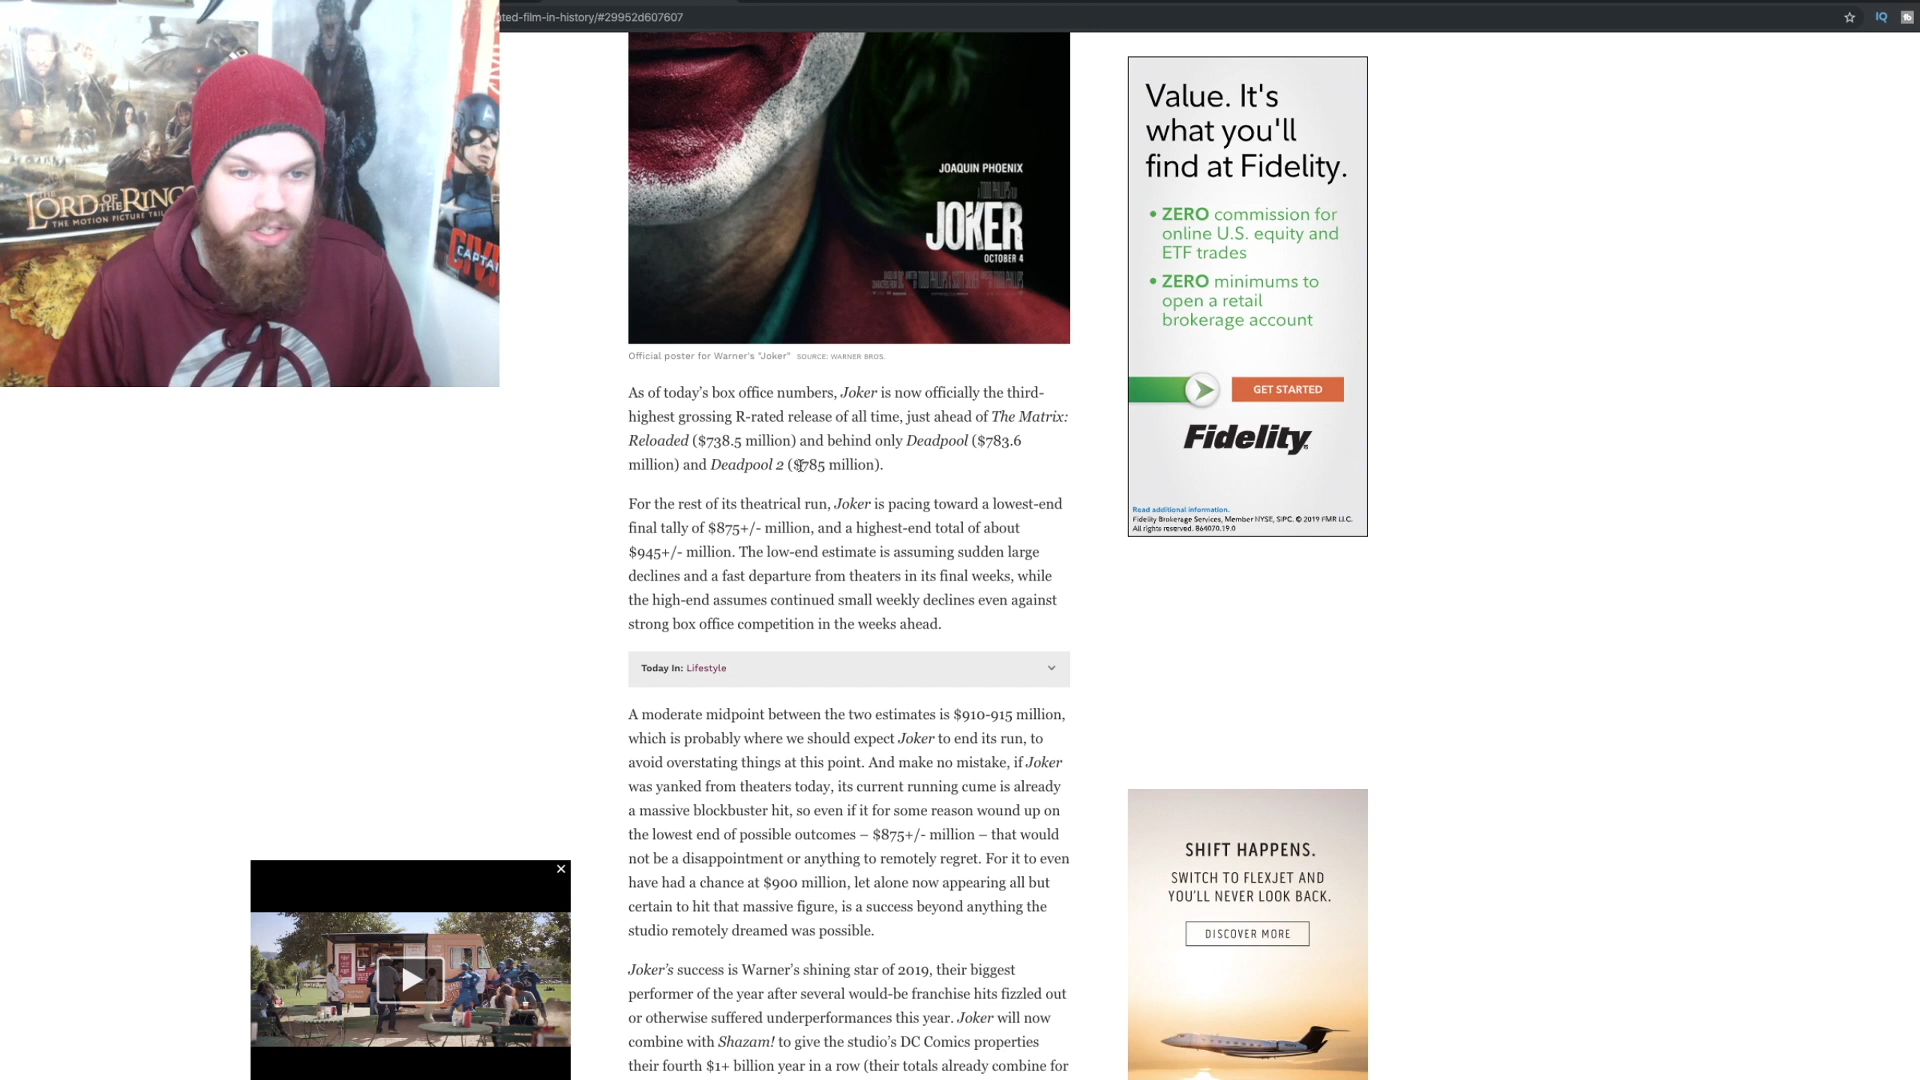 ted-film-in-history/#29952d607607
IQ
LORD OF THE RING
THE MOTION PICTURE TRIL
A
CAPTA
JOAQUIN PHOENIX
JOKER
OCTOBER 4
Official poster for Warner's "Joker" SOURCE: WARNER BROS.
As of today's box office numbers, Joker is now officially the third-
highest grossing R-rated release of all time, just ahead of The Matrix:
Reloaded ($738.5 million) and behind only Deadpool ($783.6
million) and Deadpool 2 ($785 million).
For the rest of its theatrical run, Joker is pacing toward a lowest-end
final tally of $875+/- million, and a highest-end total of about
$945+/- million. The low-end estimate is assuming sudden large
declines and a fast departure from theaters in its final weeks, while
the high-end assumes continued small weekly declines even against
strong box office competition in the weeks ahead.
Today In: Lifestyle
A moderate midpoint between the two estimates is $910-915 million,
which is probably where we should expect Joker to end its run, to
avoid overstating things at this point. And make no mistake, if Joker
was yanked from theaters today, its current running cume is already
a massive blockbuster hit, so even if it for some reason wound up on
the lowest end of possible outcomes – $875+/- million – that would
not be a disappointment or anything to remotely regret. For it to even
have had a chance at $900 million, let alone now appearing all but
certain to hit that massive figure, is a success beyond anything the
studio remotely dreamed was possible.
Joker's success is Warner's shining star of 2019, their biggest
performer of the year after several would-be franchise hits fizzled out
or otherwise suffered underperformances this year. Joker will now
combine with Shazam! to give the studio's DC Comics properties
their fourth $1+ billion year in a row (their totals already combine for
Value. It's
what you'll
find at Fidelity.
• ZERO commission for
online U.S. equity and
ETF trades
• ZERO minimums to
open a retail
brokerage account
GET STARTED
Fidelity
Read additional information.
Fidelity Brokerage Services, Member NYSE, SIPC. © 2019 FMR LLC.
All rights reserved. 864070.19.0
SHIFT HAPPENS.
SWITCH TO FLEXJET AND
YOU'LL NEVER LOOK BACK.
DISCOVER MORE